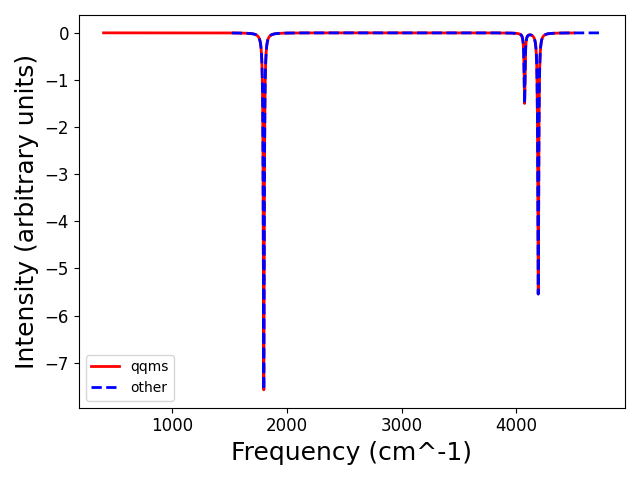 0
−1
−2
−3
−4
−5
−6
−7
Intensity (arbitrary units)
qqms
other
1000 2000 3000 4000
Frequency (cm^-1)